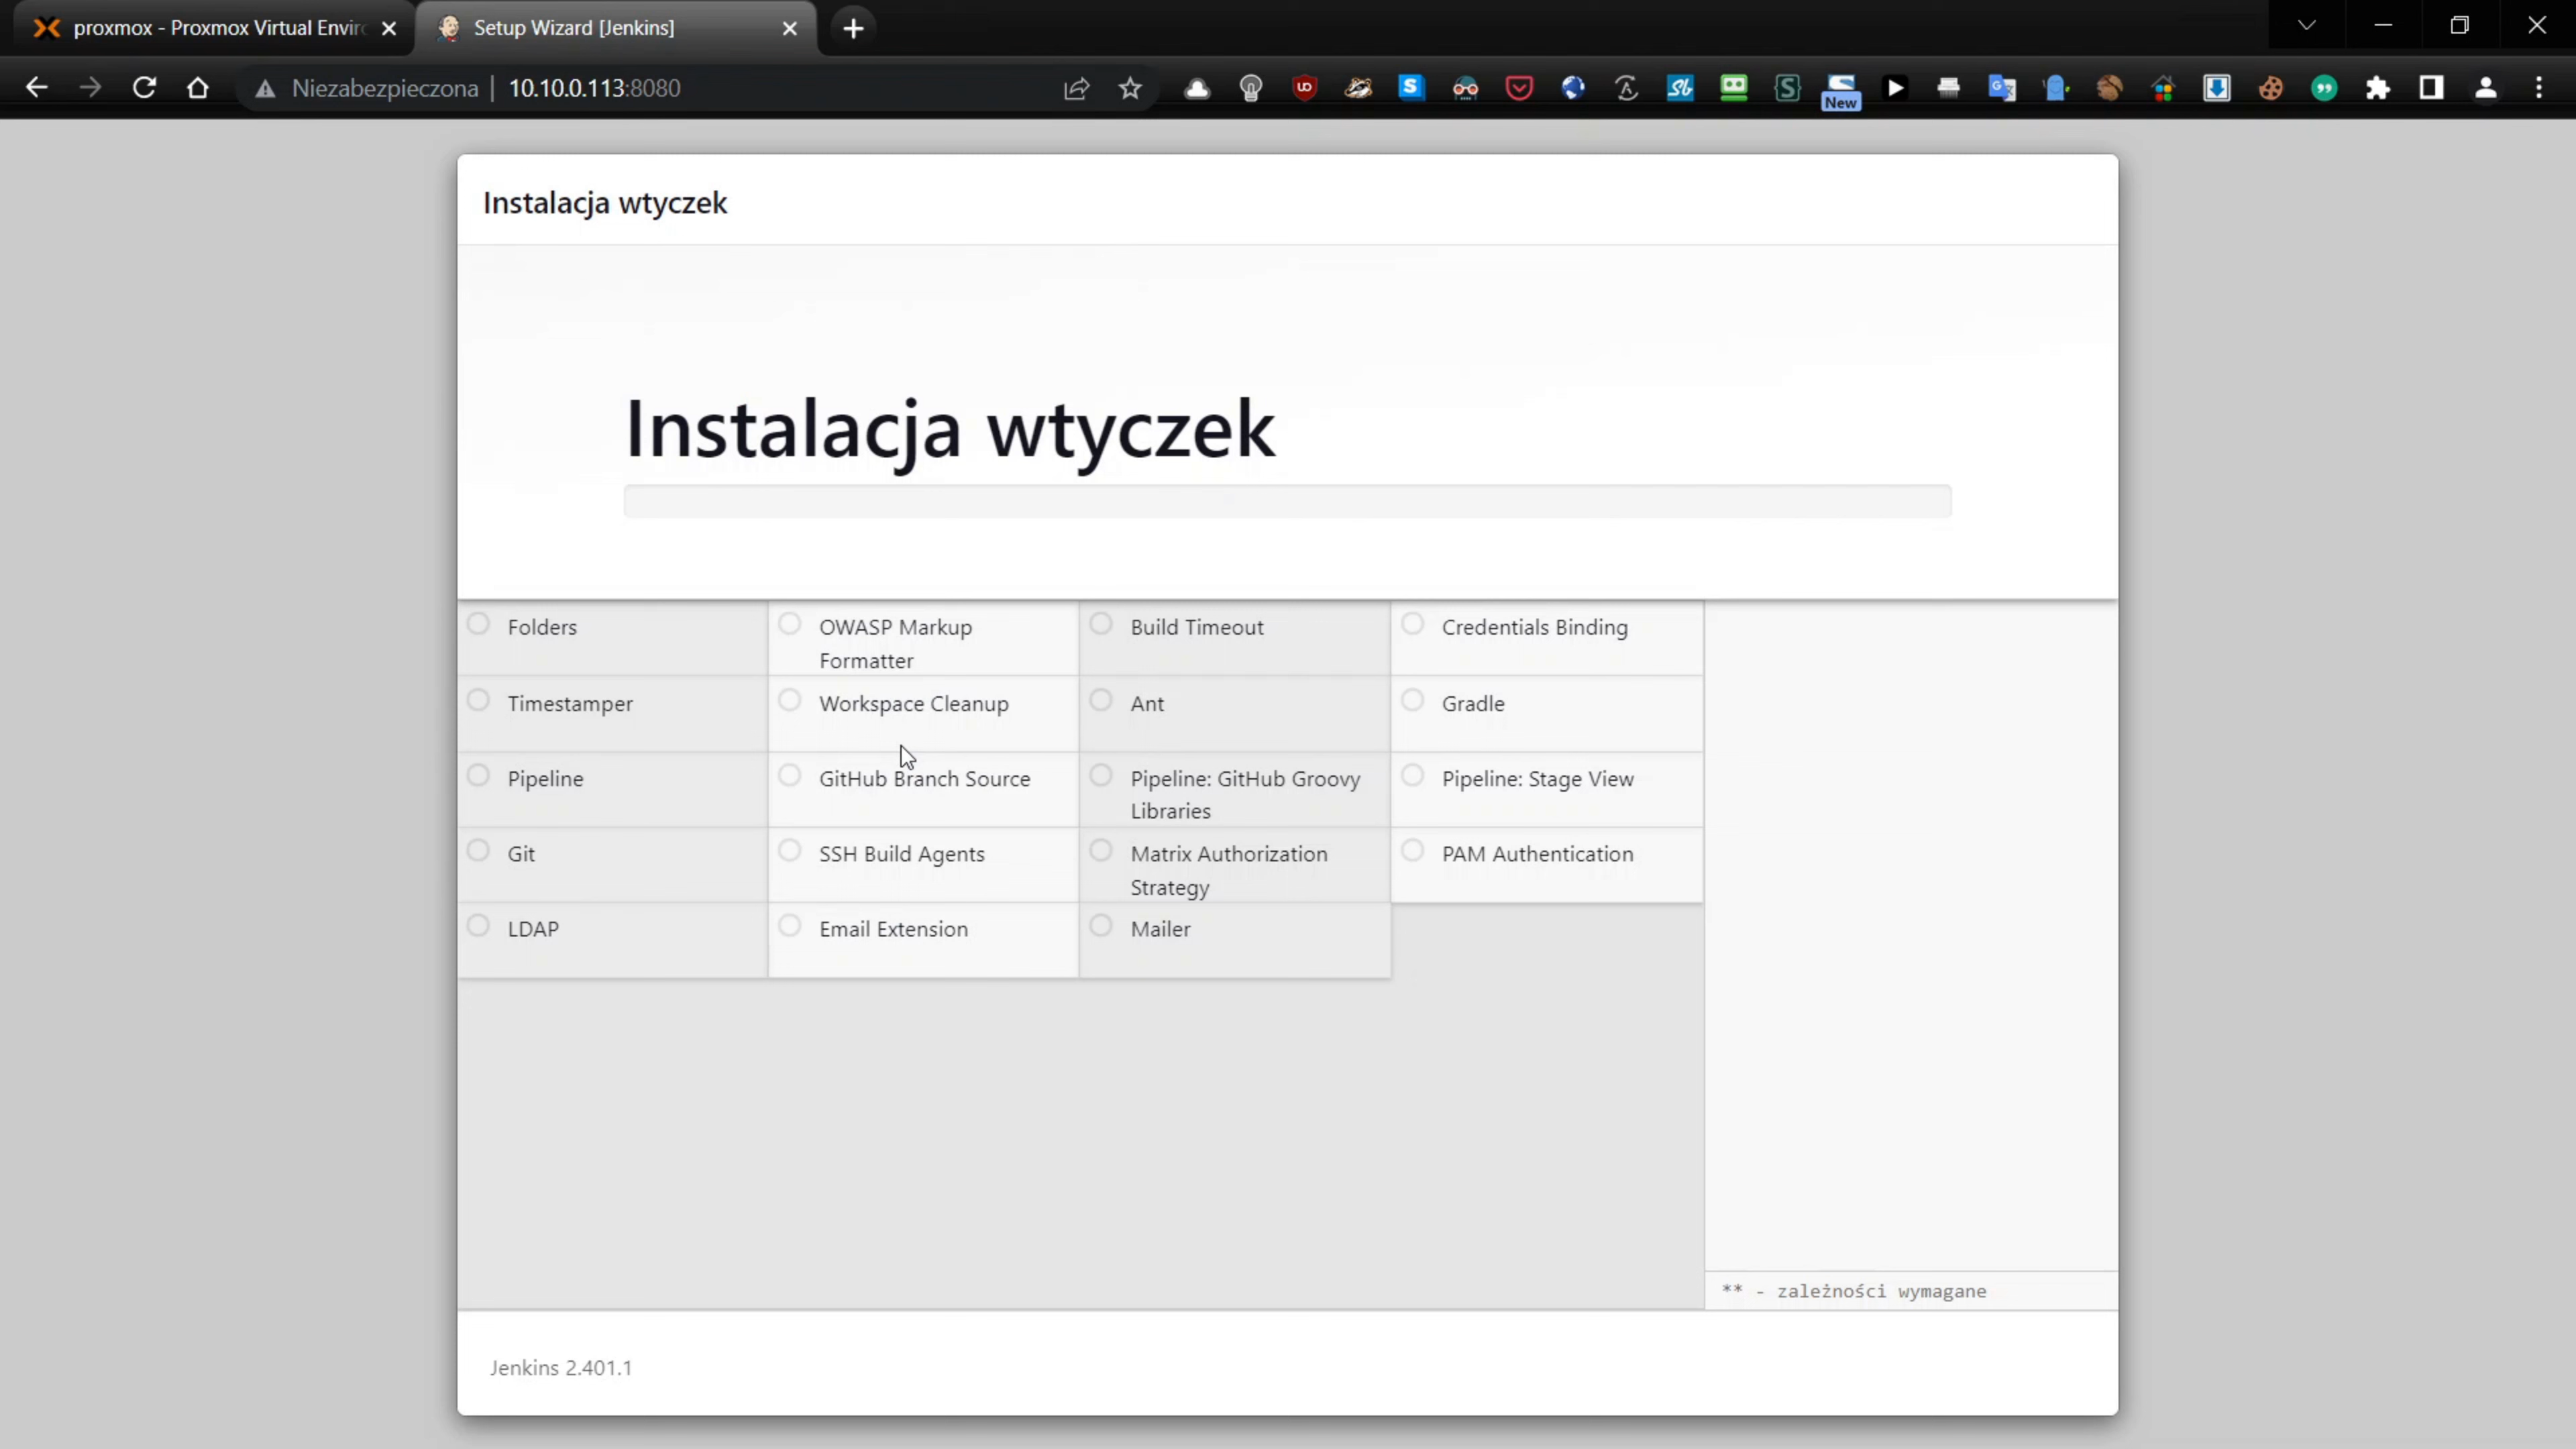 proxmox - Proxmox Virtual Enviro
Setup Wizard [Jenkins]
Niezabezpieczona | 10.10.0.113:8080
New
Instalacja wtyczek
Instalacja wtyczek
Folders
OWASP Markup
Formatter
Build Timeout
Credentials Binding
Timestamper
Workspace Cleanup
Ant
Gradle
Pipeline
GitHub Branch Source
Pipeline: GitHub Groovy
Libraries
Pipeline: Stage View
Git
SSH Build Agents
Matrix Authorization
Strategy
PAM Authentication
LDAP
Email Extension
Mailer
** - zależności wymagane
Jenkins 2.401.1